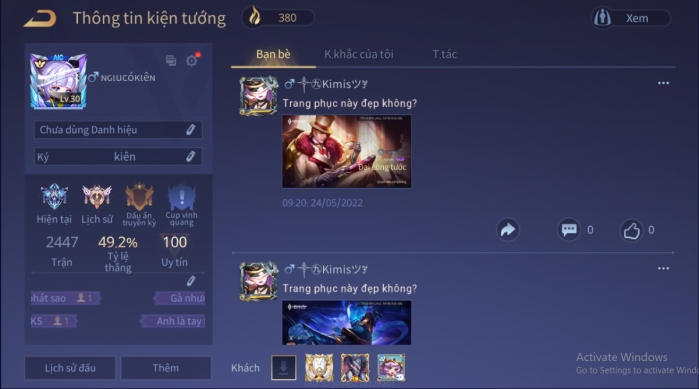 Thông tin kiện tướng
380
Xem
Bạn bè
K.khắc của tôi
T.tác
AIC
Lv.30
NGIUCÓKIÊN
Chưa dùng Danh hiệu
Ký kiên
Hiện tại
Lịch sử
Dấu ấn truyền kỳ
Cup vinh quang
2447
49.2%
100
Trận
Tỷ lệ thắng
Uy tín
nhất sao 1
Gà như
KS 1
Anh là tay
Lịch sử đấu
Thêm
♂ ༒㊈Kimisツ
Trang phục này đẹp không?
Đại công tước
09:20: 24/05/2022
0
0
♂ ༒㊈Kimisツ
Trang phục này đẹp không?
Khách
Activate Windows
Go to Settings to activate Wind